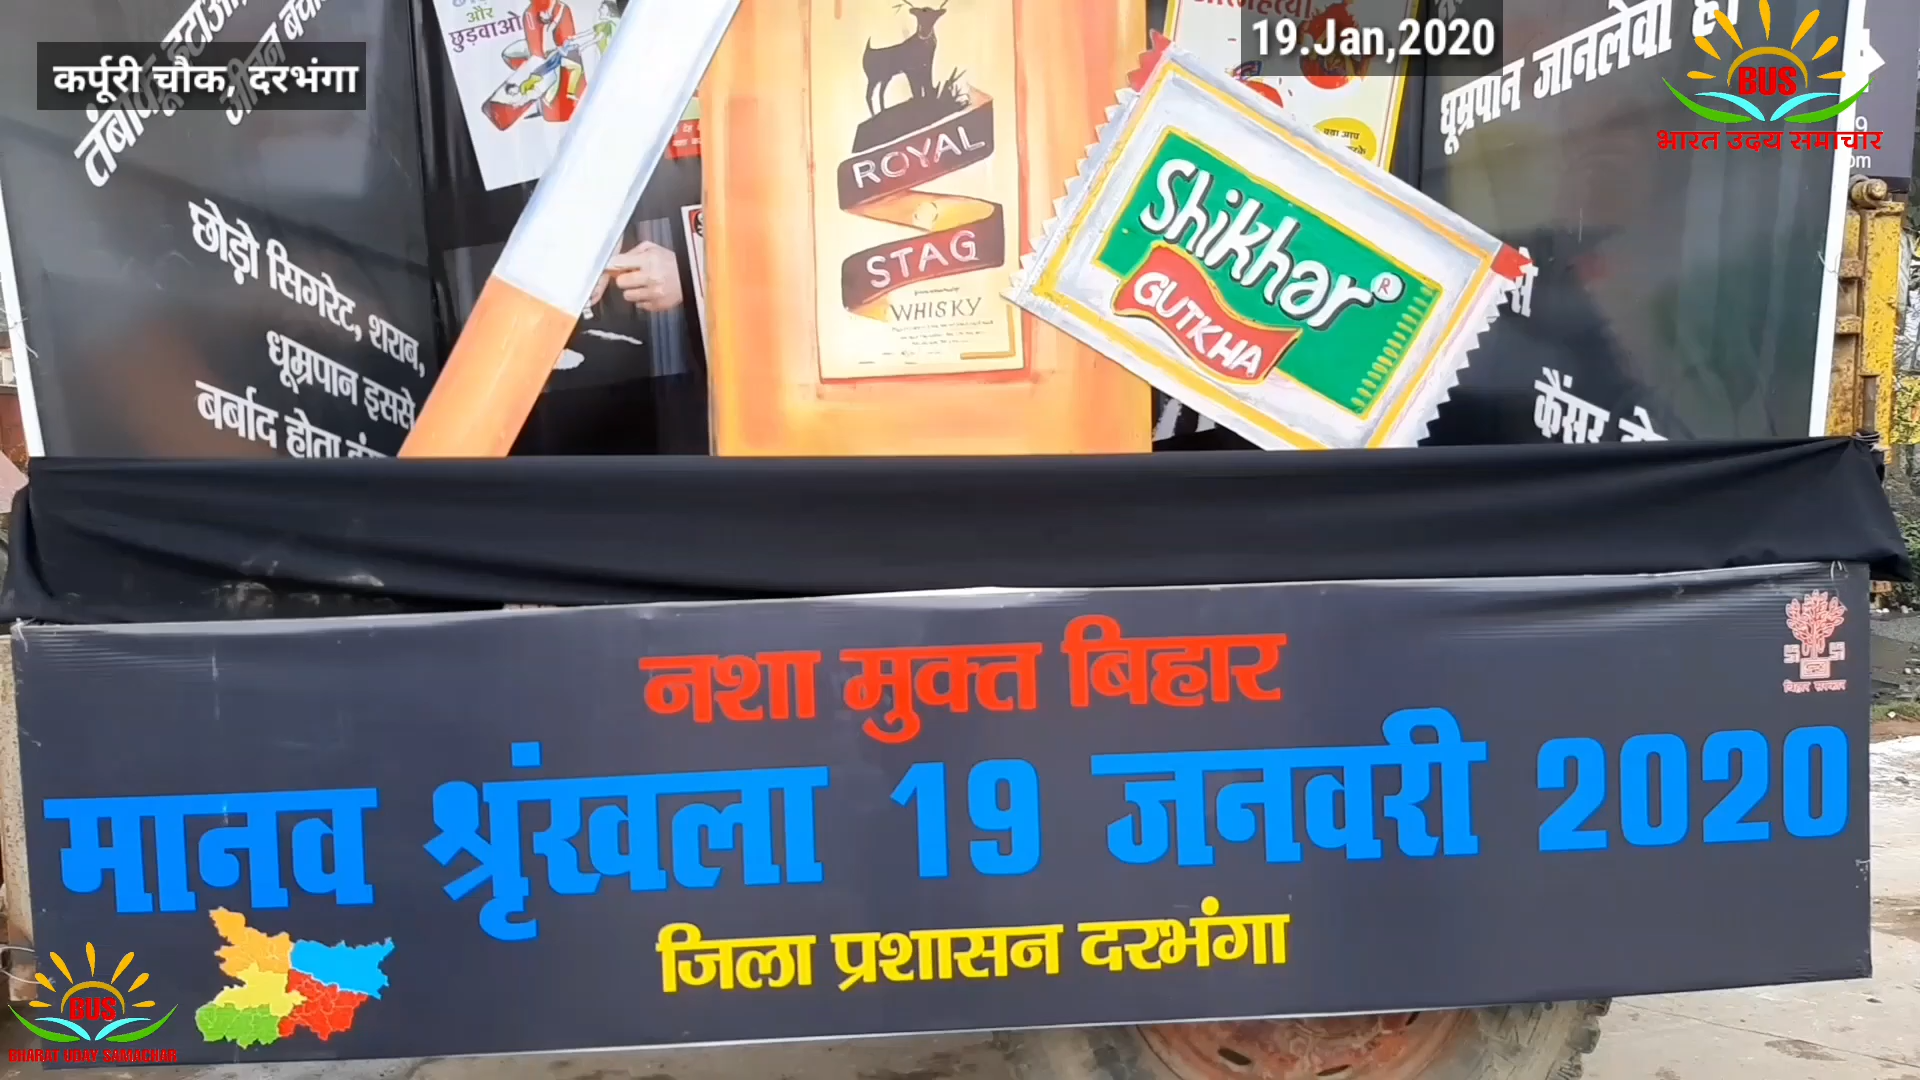 कर्पूरी चौक, दरभंगा
19.Jan,2020
BUS
भारत उदय समाचार
और
छुड़वाओ
धूम्रपान जानलेवा है
ROYAL
STAG
WHISKY
Shikhar®
GUTKHA
छोड़ो सिगरेट, शराब,
धूम्रपान इससे
बर्बाद होता
कैंसर
नशा मुक्त बिहार
मानव श्रृंखला 19 जनवरी 2020
जिला प्रशासन दरभंगा
बिहार सरकार
BUS
BHARAT UDAY SAMACHAR